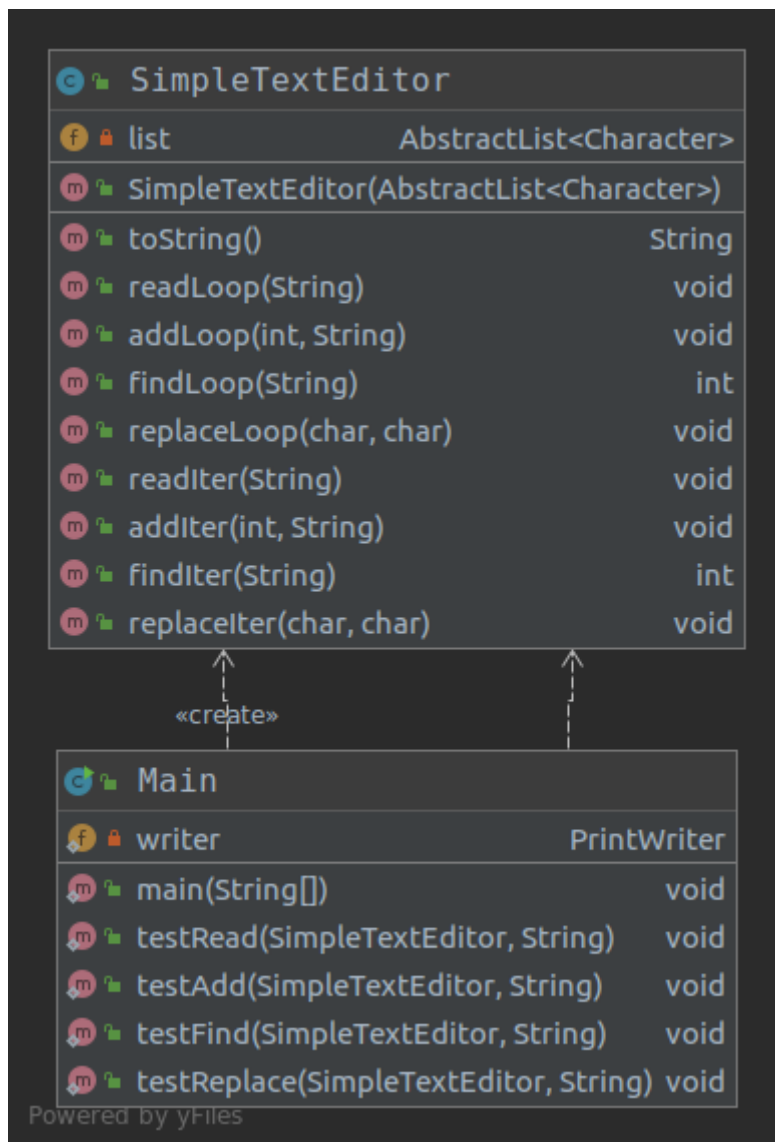 SimpleTextEditor
list AbstractList<Character>
SimpleTextEditor(AbstractList<Character>)
toString() String
readLoop(String) void
addLoop(int, String) void
findLoop(String) int
replaceLoop(char, char) void
readIter(String) void
addIter(int, String) void
findIter(String) int
replaceIter(char, char) void
«create»
Main
writer PrintWriter
main(String[]) void
testRead(SimpleTextEditor, String) void
testAdd(SimpleTextEditor, String) void
testFind(SimpleTextEditor, String) void
testReplace(SimpleTextEditor, String) void
Powered by yFiles